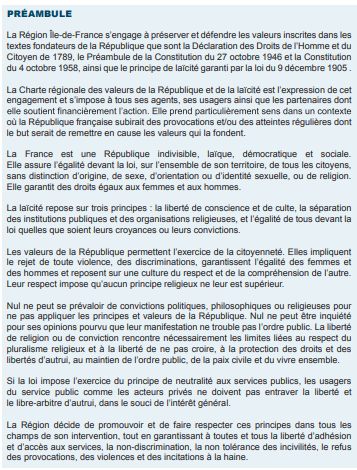 PRÉAMBULE
La Région Île-de-France s'engage à préserver et défendre les valeurs inscrites dans les
textes fondateurs de la République que sont la Déclaration des Droits de l'Homme et du
Citoyen de 1789, le Préambule de la Constitution du 27 octobre 1946 et la Constitution
du 4 octobre 1958, ainsi que le principe de laïcité garanti par la loi du 9 décembre 1905 .
La Charte régionale des valeurs de la République et de la laïcité est l'expression de cet
engagement et s'impose à tous ses agents, ses usagers ainsi que les partenaires dont
elle soutient financièrement l'action. Elle prend particulièrement sens dans un contexte
où la République française subirait des provocations et/ou des atteintes régulières dont
le but serait de remettre en cause les valeurs qui la fondent.
La France est une République indivisible, laïque, démocratique et sociale.
Elle assure l'égalité devant la loi, sur l'ensemble de son territoire, de tous les citoyens,
sans distinction d'origine, de sexe, d'orientation ou d'identité sexuelle, ou de religion.
Elle garantit des droits égaux aux femmes et aux hommes.
La laïcité repose sur trois principes : la liberté de conscience et de culte, la séparation
des institutions publiques et des organisations religieuses, et l'égalité de tous devant la
loi quelles que soient leurs croyances ou leurs convictions.
Les valeurs de la République permettent l'exercice de la citoyenneté. Elles impliquent
le rejet de toute violence, des discriminations, garantissent l'égalité des femmes et
des hommes et reposent sur une culture du respect et de la compréhension de l'autre.
Leur respect impose qu'aucun principe religieux ne leur est supérieur.
Nul ne peut se prévaloir de convictions politiques, philosophiques ou religieuses pour
ne pas appliquer les principes et valeurs de la République. Nul ne peut être inquiété
pour ses opinions pourvu que leur manifestation ne trouble pas l'ordre public. La liberté
de religion ou de conviction rencontre nécessairement les limites liées au respect du
pluralisme religieux et à la liberté de ne pas croire, à la protection des droits et des
libertés d'autrui, au maintien de l'ordre public, de la paix civile et du vivre ensemble.
Si la loi impose l'exercice du principe de neutralité aux services publics, les usagers
du service public comme les acteurs privés ne doivent pas entraver la liberté et
le libre-arbitre d'autrui, dans le souci de l'intérêt général.
La Région décide de promouvoir et de faire respecter ces principes dans tous les
champs de son intervention, tout en garantissant à toutes et tous la liberté d'adhésion
et d'accès aux services, la non-discrimination, la non tolérance des incivilités, le refus
des provocations, des violences et des incitations à la haine.